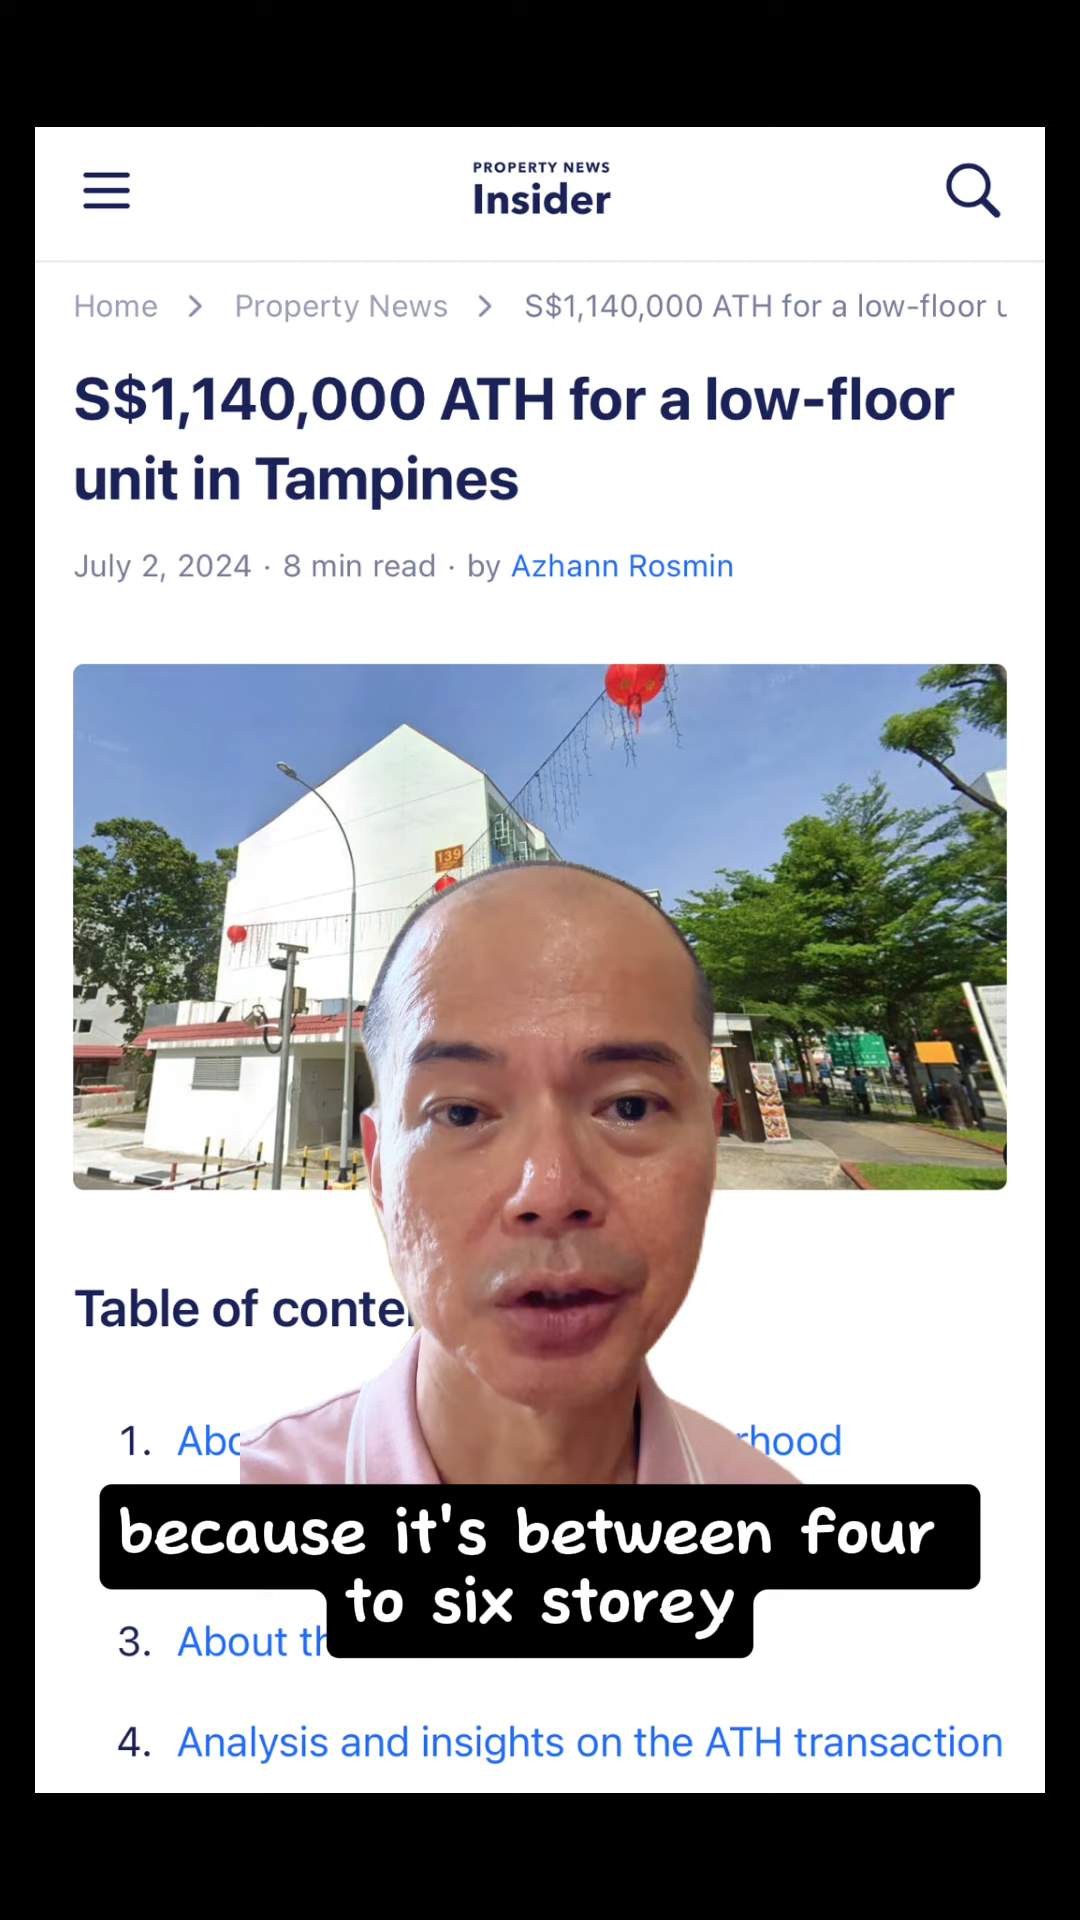 PROPERTY NEWS
Insider
Home > Property News > S$1,140,000 ATH for a low-floor
S$1,140,000 ATH for a low-floor
unit in Tampines
July 2, 2024 · 8 min read · by Azhann Rosmin
139
Table of conte
1. Abo rhood
because it's between four
to six storey
3. About th
4. Analysis and insights on the ATH transaction